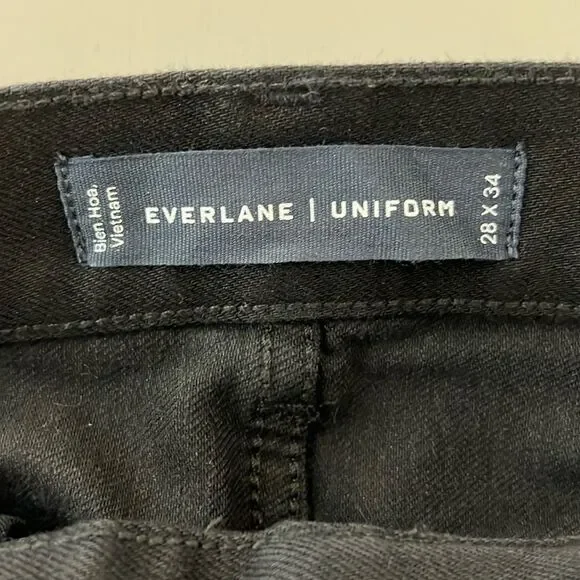 Bien Hoa,
Vietnam
EVERLANE | UNIFORM
28 X 34